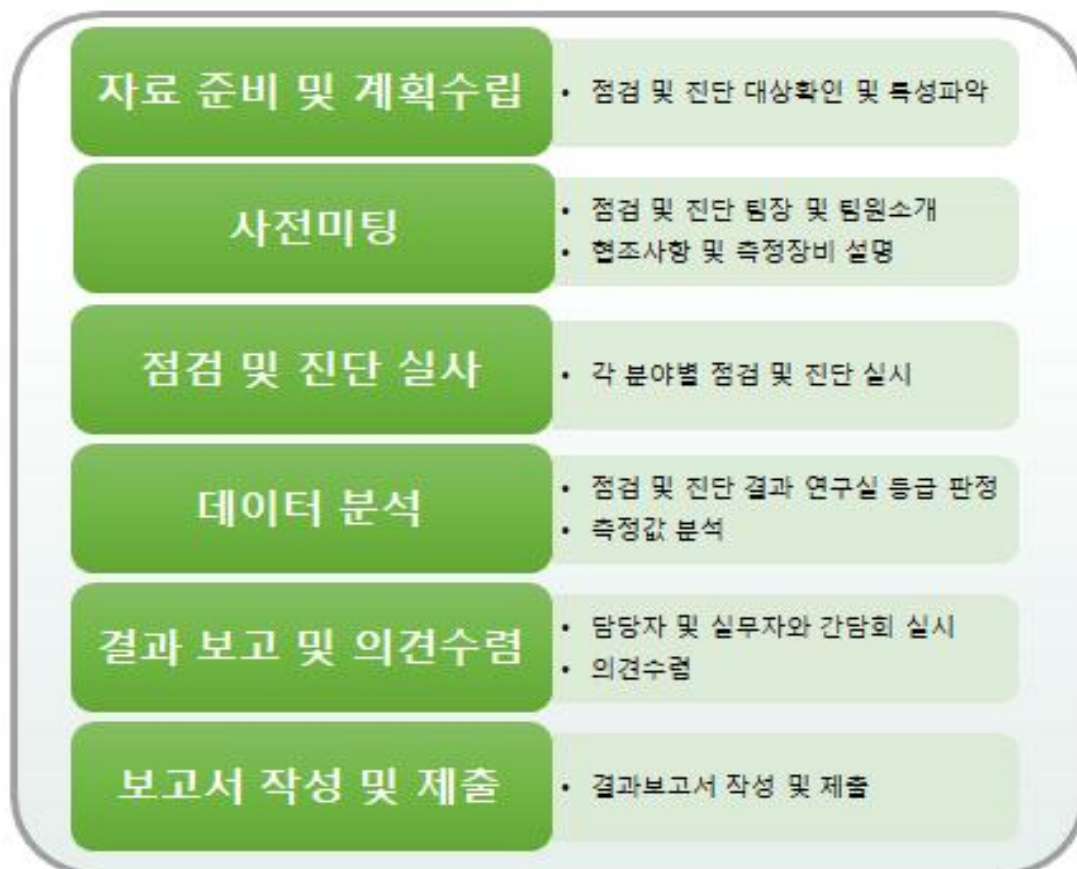 자료 준비 및 계획수립
• 점검 및 진단 대상확인 및 특성파악
사전미팅
• 점검 및 진단 팀장 및 팀원소개
• 협조사항 및 측정장비 설명
점검 및 진단 실사
• 각 분야별 점검 및 진단 실시
데이터 분석
• 점검 및 진단 결과 연구실 등급 판정
• 측정값 분석
결과 보고 및 의견수렴
• 담당자 및 실무자와 간담회 실시
• 의견수렴
보고서 작성 및 제출
• 결과보고서 작성 및 제출